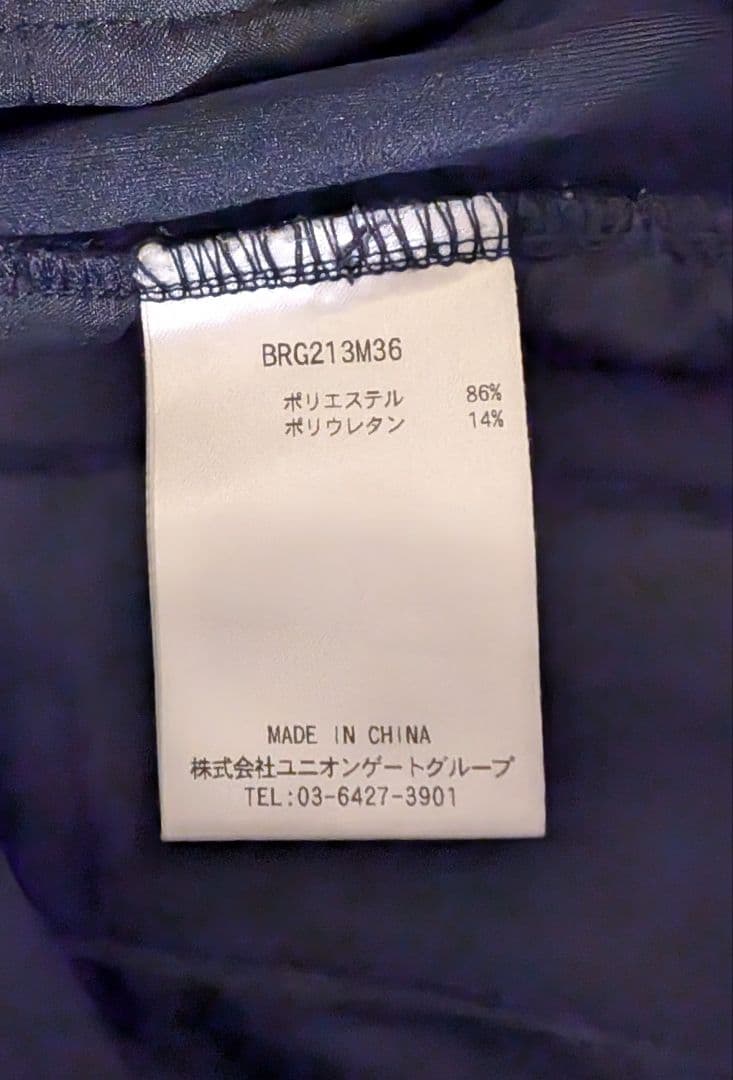 BRG213M36
ポリエステル 86%
ポリウレタン 14%
MADE IN CHINA
株式会社ユニオンゲートグループ
TEL:03-6427-3901